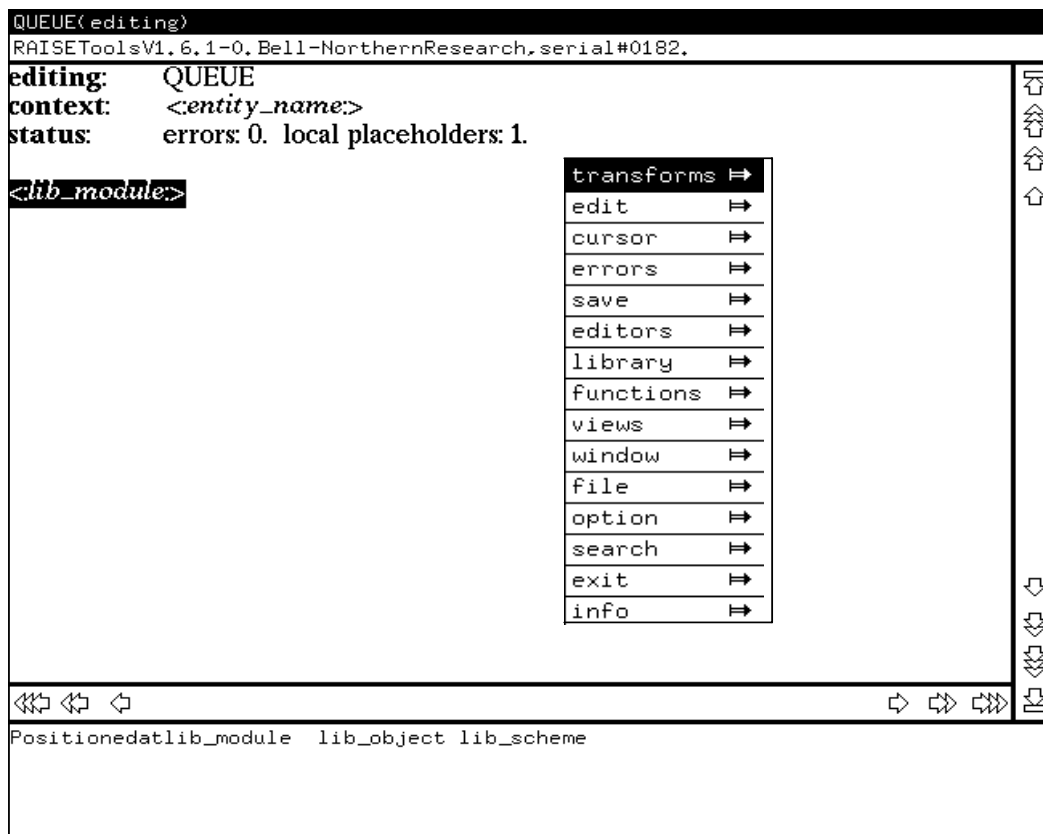 QUEUE(editing)
RAISEToolsV1.6.1-0.Bell-NorthernResearch,serial#0182.
editing: QUEUE
context: <:entity_name:>
status: errors: 0. local placeholders: 1.
<:lib_module:>
transforms ↦
edit ↦
cursor ↦
errors ↦
save ↦
editors ↦
library ↦
functions ↦
views ↦
window ↦
file ↦
option ↦
search ↦
exit ↦
info ↦
Positionedatlib_module lib_object lib_scheme